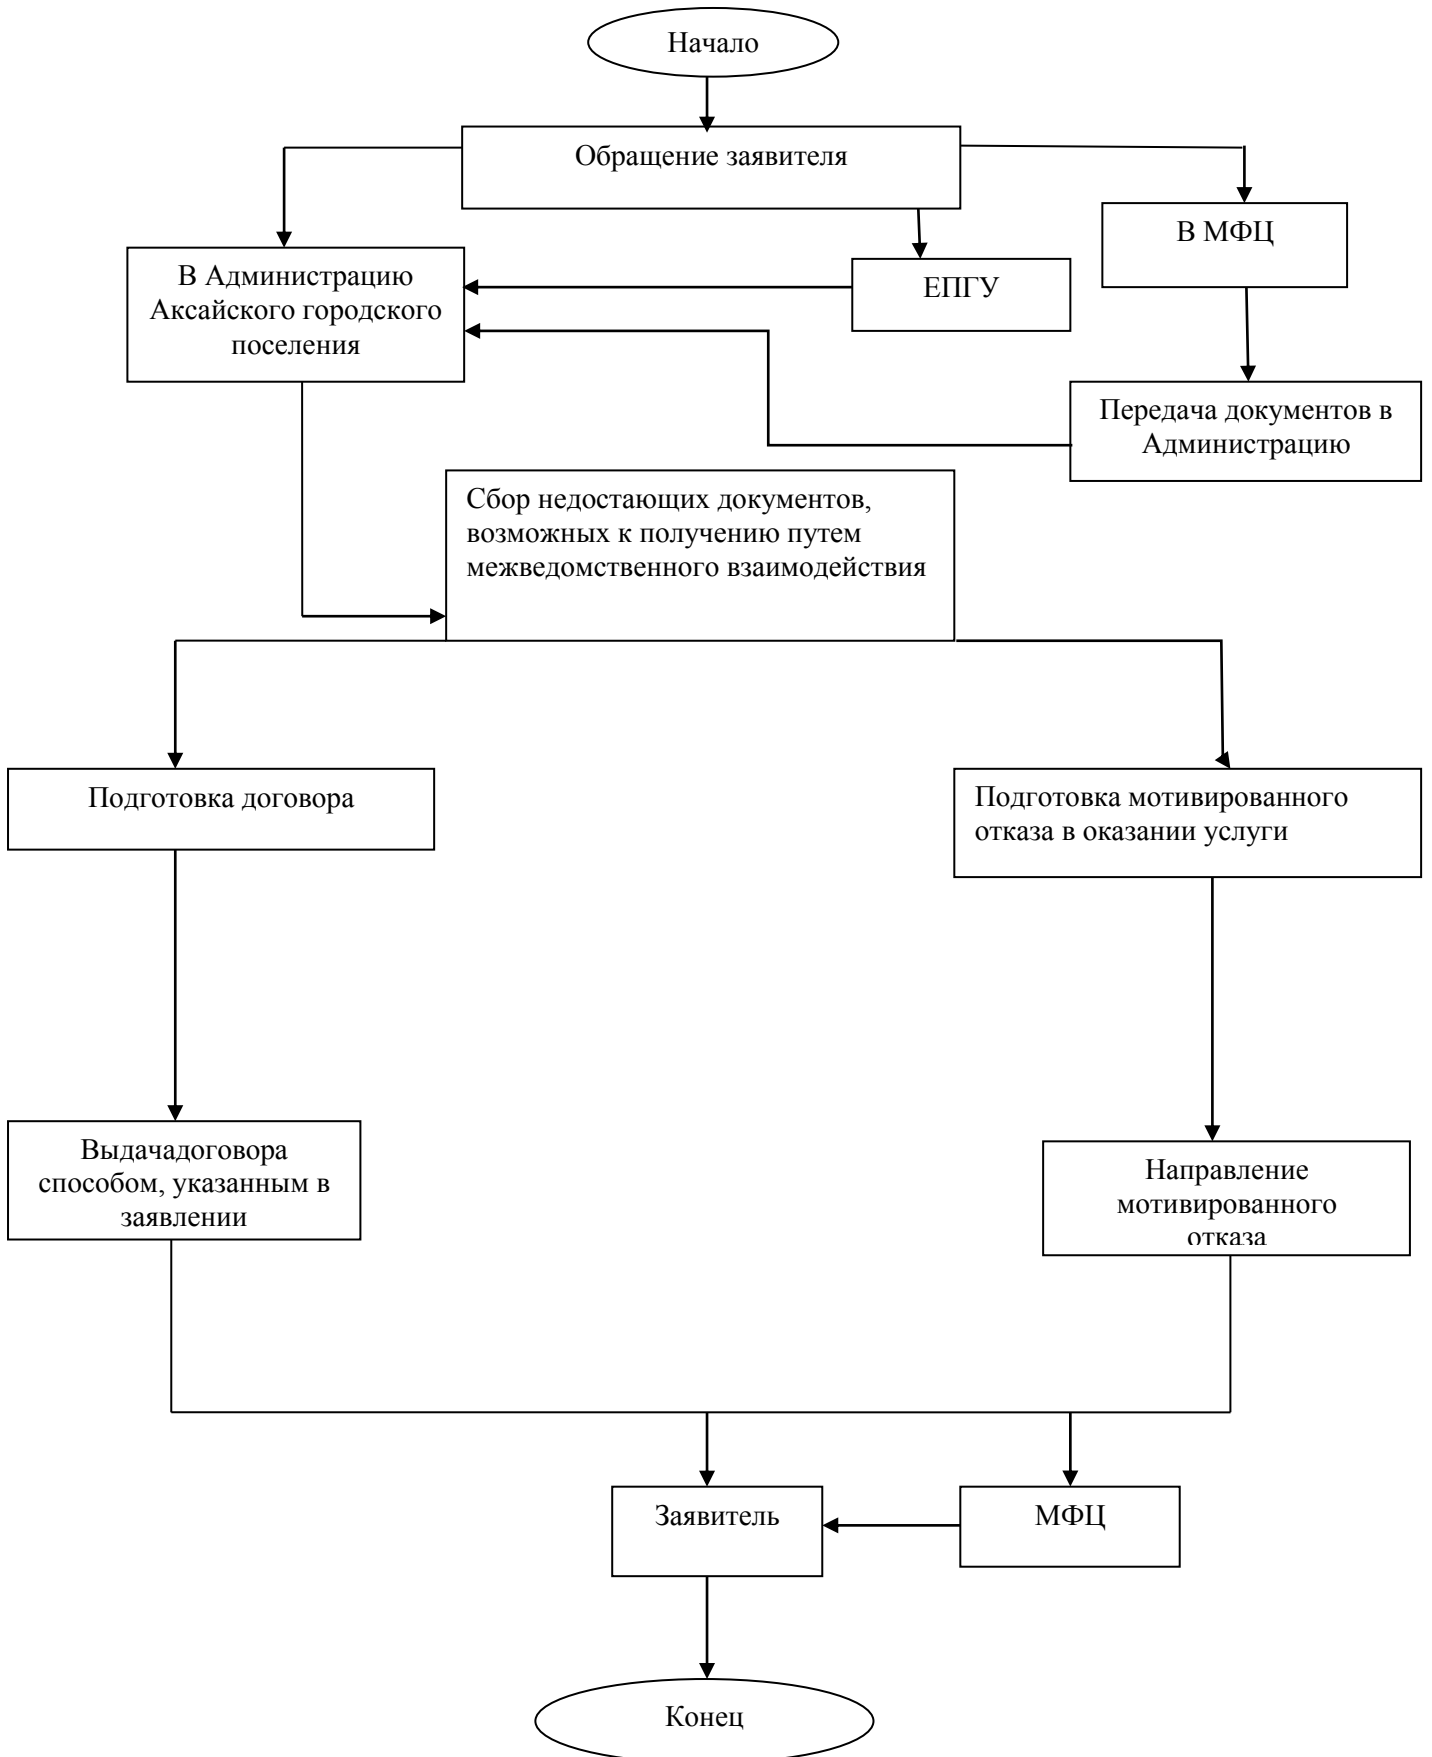 Начало
Обращение заявителя
В МФЦ
В Администрацию
Аксайского городского
поселения
ЕПГУ
Передача документов в
Администрацию
Сбор недостающих документов,
возможных к получению путем
межведомственного взаимодействия
Подготовка договора
Подготовка мотивированного
отказа в оказании услуги
Выдачадоговора
способом, указанным в
заявлении
Направление
мотивированного
отказа
Заявитель
МФЦ
Конец